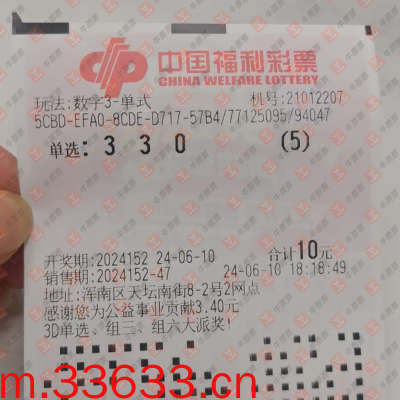 中国福利彩票
CHINA WELFARE LOTTERY
玩法:数字3-单式 机号:21012207
5CBD-EFA0-8CDE-D717-57B4/77125095/94047
单选: 3 3 0 (5)
开奖期:2024152 24-06-10 合计10元
销售期:2024152-47 24-06-10 18:18:49
地址:浑南区天坛南街8-2号2网点
感谢您为公益事业贡献3.40元
3D单选、组三、组六大派奖!
m.33633.cn